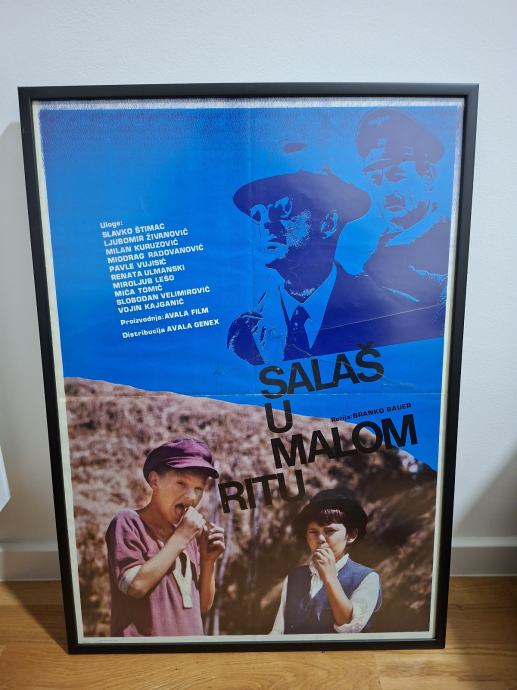 Uloge:
SLAVKO ŠTIMAC
LJUBOMIR ŽIVANOVIĆ
MILAN KURUZOVIĆ
MIODRAG RADOVANOVIĆ
PAVLE VUJISIĆ
RENATA ULMANSKI
MIROLJUB LEŠO
MIĆA TOMIĆ
SLOBODAN VELIMIROVIĆ
VOJIN KAJGANIĆ
Proizvodnja: AVALA FILM
Distribucija AVALA GENEX
SALAŠ
U
Režija: BRANKO BAUER
MALOM
RITU